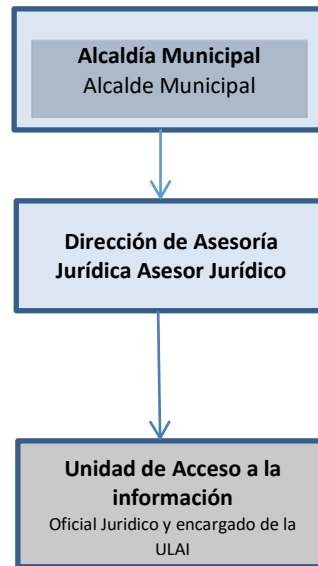 Alcaldía Municipal
Alcalde Municipal
Dirección de Asesoría
Jurídica Asesor Jurídico
Unidad de Acceso a la
información
Oficial Juridico y encargado de la
ULAI